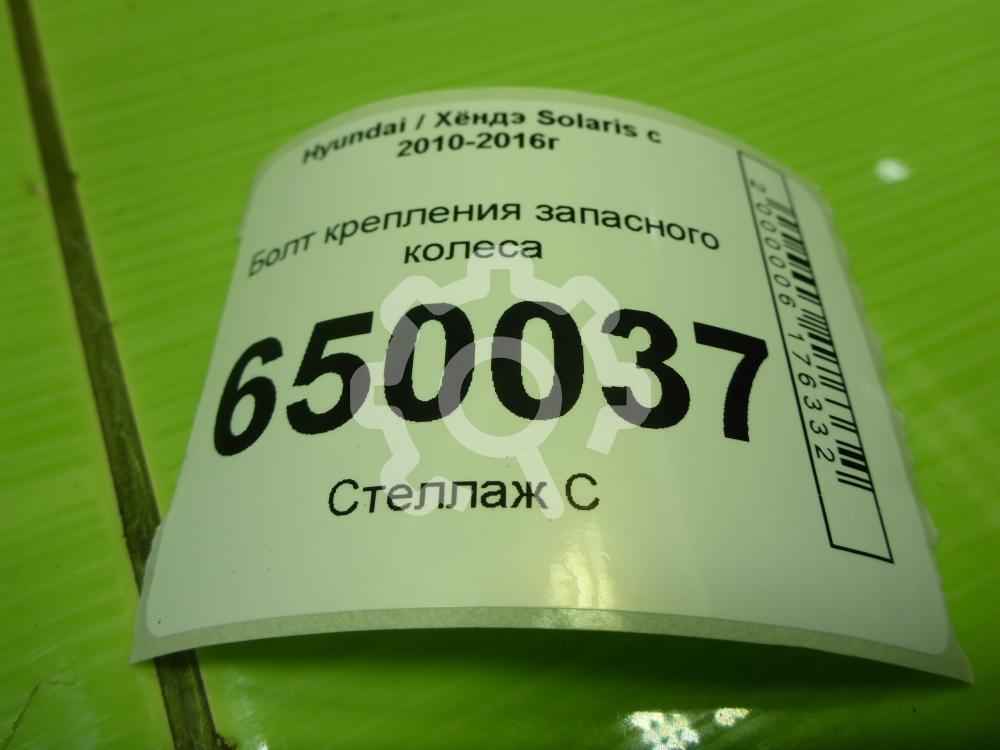 Hyundai / Хёндэ Solaris с
2010-2016г
Болт крепления запасного
колеса
650037
Стеллаж С
2000006176332